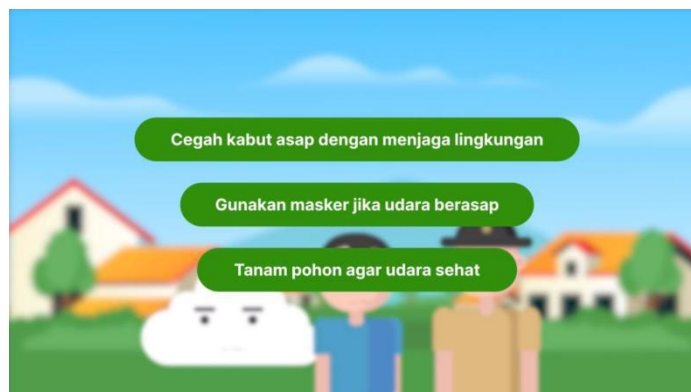 Cegah kabut asap dengan menjaga lingkungan
Gunakan masker jika udara berasap
Tanam pohon agar udara sehat